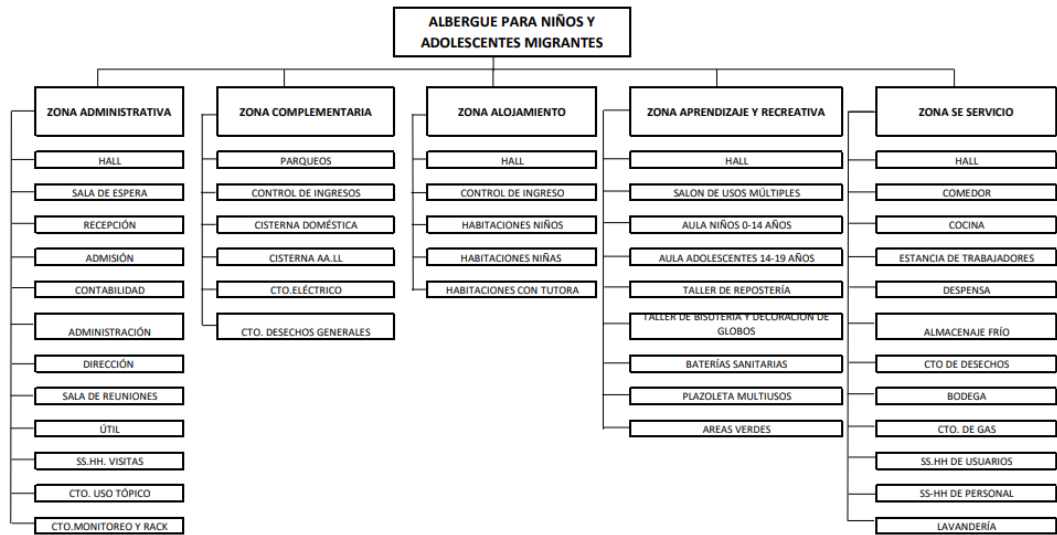 ALBERGUE PARA NIÑOS Y
ADOLESCENTES MIGRANTES
ZONA ADMINISTRATIVA
HALL
SALA DE ESPERA
RECEPCIÓN
ADMISIÓN
CONTABILIDAD
ADMINISTRACIÓN
DIRECCIÓN
SALA DE REUNIONES
ÚTIL
SS.HH. VISITAS
CTO. USO TÓPICO
CTO.MONITOREO Y RACK
ZONA COMPLEMENTARIA
PARQUEOS
CONTROL DE INGRESOS
CISTERNA DOMÉSTICA
CISTERNA AA.LL
CTO.ELÉCTRICO
CTO. DESECHOS GENERALES
ZONA ALOJAMIENTO
HALL
CONTROL DE INGRESO
HABITACIONES NIÑOS
HABITACIONES NIÑAS
HABITACIONES CON TUTORA
ZONA APRENDIZAJE Y RECREATIVA
HALL
SALON DE USOS MÚLTIPLES
AULA NIÑOS 0-14 AÑOS
AULA ADOLESCENTES 14-19 AÑOS
TALLER DE REPOSTERÍA
TALLER DE BISUTERIA Y DECORACION DE
GLOBOS
BATERÍAS SANITARIAS
PLAZOLETA MULTIUSOS
AREAS VERDES
ZONA SE SERVICIO
HALL
COMEDOR
COCINA
ESTANCIA DE TRABAJADORES
DESPENSA
ALMACENAJE FRÍO
CTO DE DESECHOS
BODEGA
CTO. DE GAS
SS.HH DE USUARIOS
SS-HH DE PERSONAL
LAVANDERÍA